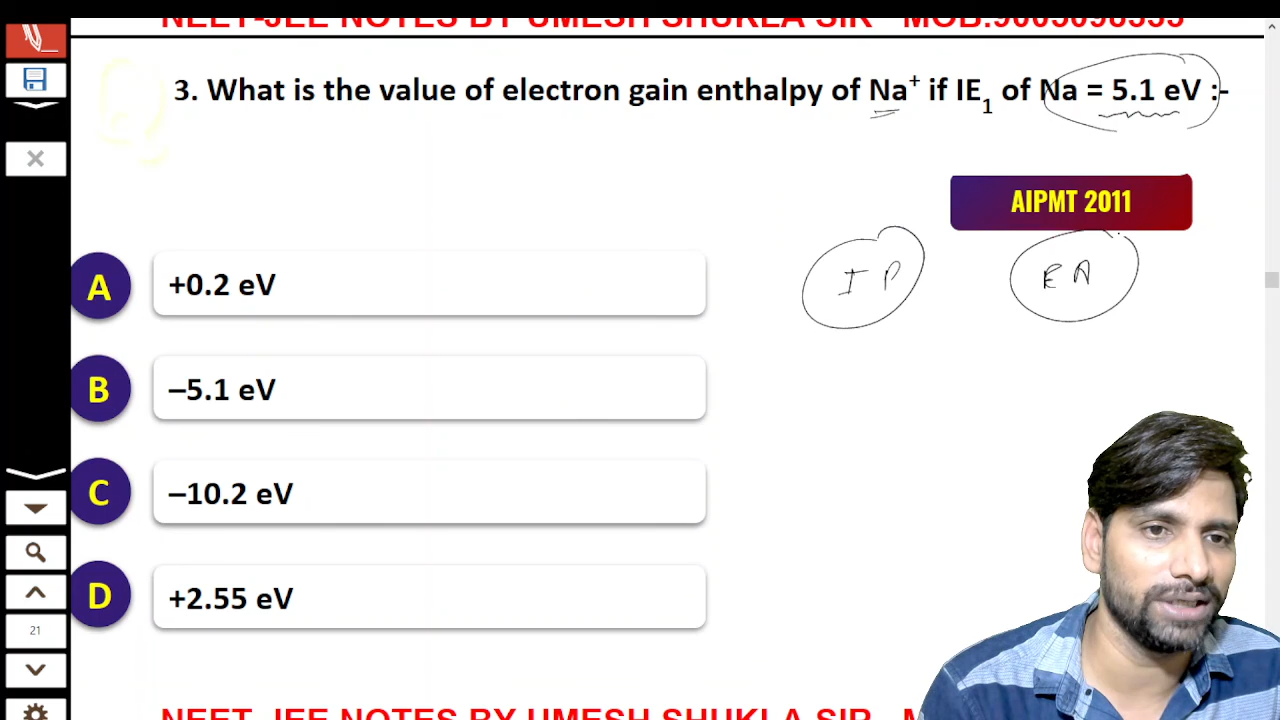 NEET-JEE NOTES BY UMESH SHUKLA SIR
3. What is the value of electron gain enthalpy of Na⁺ if IE₁ of Na = 5.1 eV :-
AIPMT 2011
IP
EA
A +0.2 eV
B –5.1 eV
C –10.2 eV
D +2.55 eV
21
NEET-JEE NOTES BY UMESH SHUKLA SIR